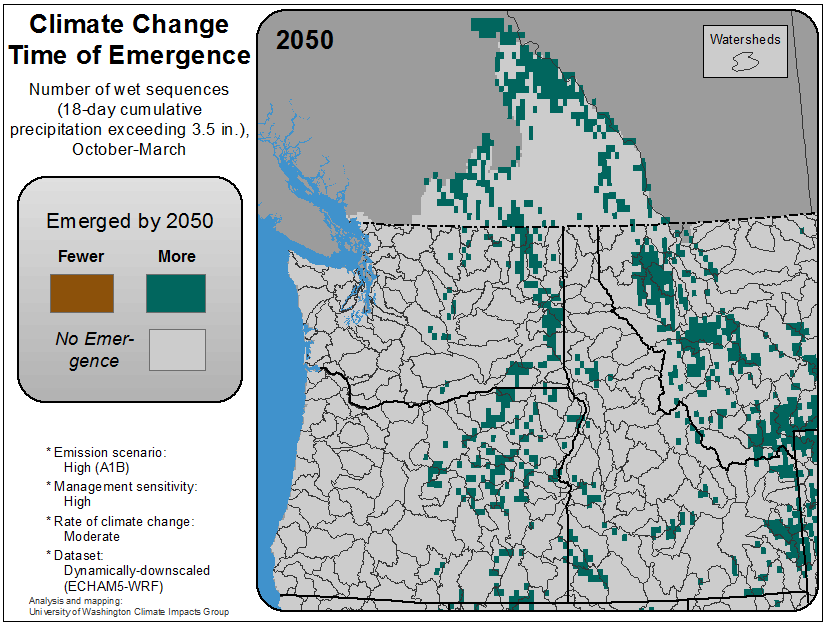 Climate Change
Time of Emergence
Number of wet sequences
(18-day cumulative
precipitation exceeding 3.5 in.),
October-March
Emerged by 2050
Fewer
More
No Emer-
gence
* Emission scenario:
High (A1B)
* Management sensitivity:
High
* Rate of climate change:
Moderate
* Dataset:
Dynamically-downscaled
(ECHAM5-WRF)
Analysis and mapping:
University of Washington Climate Impacts Group
2050
Watersheds